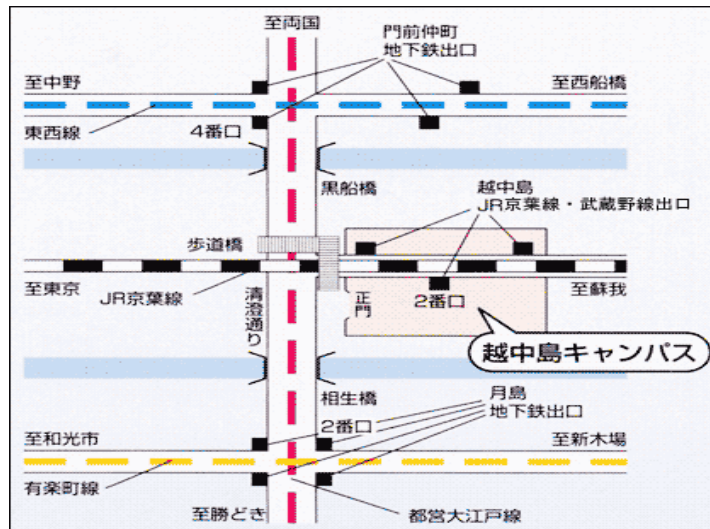 至両国
門前仲町
地下鉄出口
至中野
至西船橋
東西線
4番口
黒船橋
越中島
JR京葉線・武蔵野線出口
歩道橋
至東京
JR京葉線
清澄通り
正門
2番口
至蘇我
越中島キャンパス
相生橋
月島
地下鉄出口
2番口
至和光市
至新木場
有楽町線
至勝どき
都営大江戸線